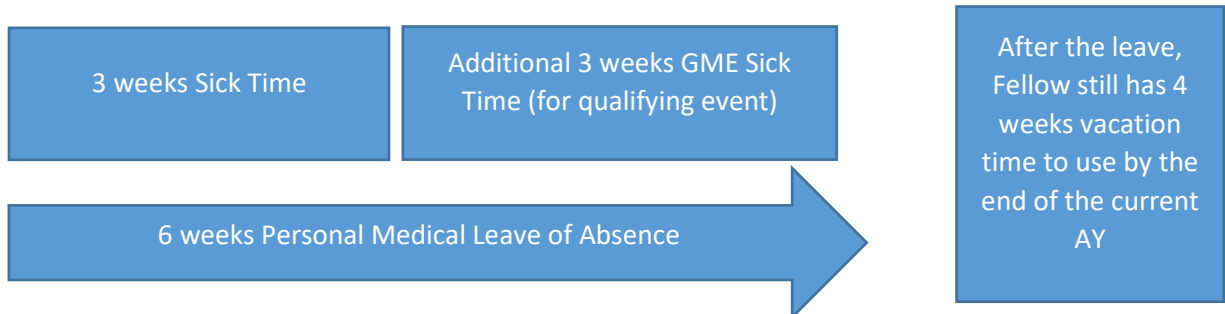 3 weeks Sick Time
Additional 3 weeks GME Sick
Time (for qualifying event)
6 weeks Personal Medical Leave of Absence
After the leave,
Fellow still has 4
weeks vacation
time to use by the
end of the current
AY